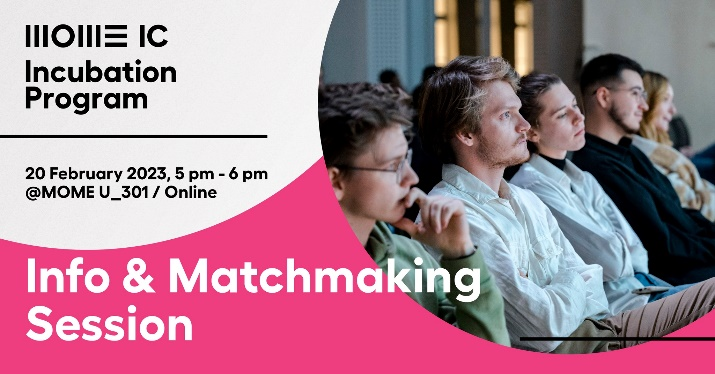 MOME IC
Incubation
Program
20 February 2023, 5 pm - 6 pm
@MOME U_301 / Online
Info & Matchmaking
Session